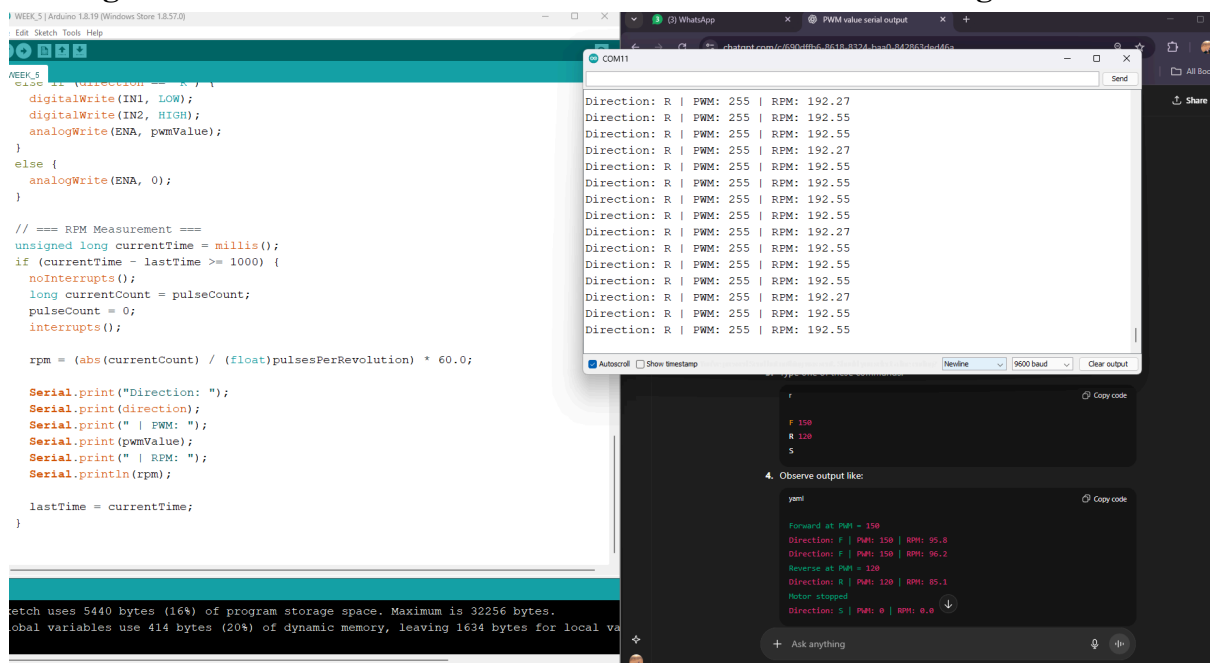 WEEK_5 | Arduino 1.8.19 (Windows Store 1.8.57.0)
Edit Sketch Tools Help
WEEK_5
else if (direction == 'R') {
digitalWrite(IN1, LOW);
digitalWrite(IN2, HIGH);
analogWrite(ENA, pwmValue);
}
else {
analogWrite(ENA, 0);
}
// === RPM Measurement ===
unsigned long currentTime = millis();
if (currentTime - lastTime >= 1000) {
noInterrupts();
long currentCount = pulseCount;
pulseCount = 0;
interrupts();
rpm = (abs(currentCount) / (float)pulsesPerRevolution) * 60.0;
Serial.print("Direction: ");
Serial.print(direction);
Serial.print(" | PWM: ");
Serial.print(pwmValue);
Serial.print(" | RPM: ");
Serial.println(rpm);
lastTime = currentTime;
}
etch uses 5440 bytes (16%) of program storage space. Maximum is 32256 bytes.
obal variables use 414 bytes (20%) of dynamic memory, leaving 1634 bytes for local va
3 (3) WhatsApp
PWM value serial output
All Boo
Share
COM11
Send
Direction: R | PWM: 255 | RPM: 192.27
Direction: R | PWM: 255 | RPM: 192.55
Direction: R | PWM: 255 | RPM: 192.55
Direction: R | PWM: 255 | RPM: 192.27
Direction: R | PWM: 255 | RPM: 192.55
Direction: R | PWM: 255 | RPM: 192.55
Direction: R | PWM: 255 | RPM: 192.55
Direction: R | PWM: 255 | RPM: 192.55
Direction: R | PWM: 255 | RPM: 192.27
Direction: R | PWM: 255 | RPM: 192.55
Direction: R | PWM: 255 | RPM: 192.55
Direction: R | PWM: 255 | RPM: 192.55
Direction: R | PWM: 255 | RPM: 192.27
Direction: R | PWM: 255 | RPM: 192.55
Direction: R | PWM: 255 | RPM: 192.55
Autoscroll Show timestamp Newline 9600 baud Clear output
r Copy code
F 150
R 120
S
4. Observe output like:
yaml Copy code
Forward at PWM = 150
Direction: F | PWM: 150 | RPM: 95.8
Direction: F | PWM: 150 | RPM: 96.2
Reverse at PWM = 120
Direction: R | PWM: 120 | RPM: 85.1
Motor stopped
Direction: S | PWM: 0 | RPM: 0.0
Ask anything